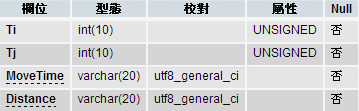 欄位 型態 校對 屬性 Null
Ti int(10) UNSIGNED 否
Tj int(10) UNSIGNED 否
MoveTime varchar(20) utf8_general_ci 否
Distance varchar(20) utf8_general_ci 否